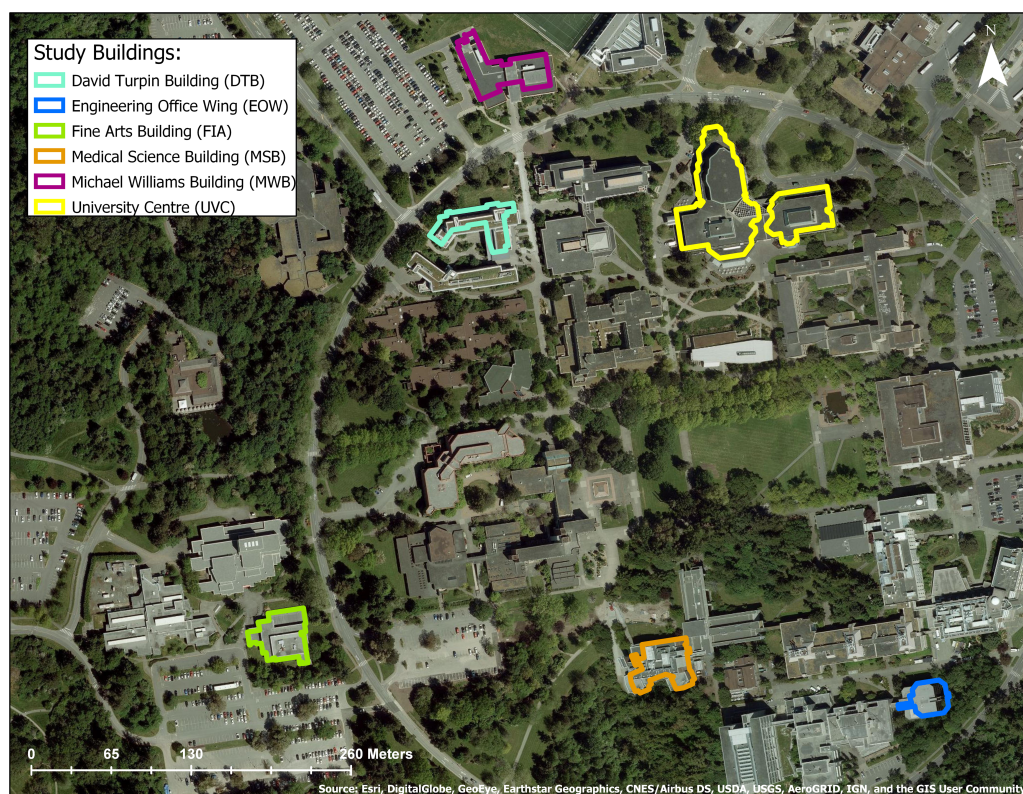 N
Study Buildings:
David Turpin Building (DTB)
Engineering Office Wing (EOW)
Fine Arts Building (FIA)
Medical Science Building (MSB)
Michael Williams Building (MWB)
University Centre (UVC)
0 65 130 260 Meters
Source: Esri, DigitalGlobe, GeoEye, Earthstar Geographics, CNES/Airbus DS, USDA, USGS, AeroGRID, IGN, and the GIS User Community